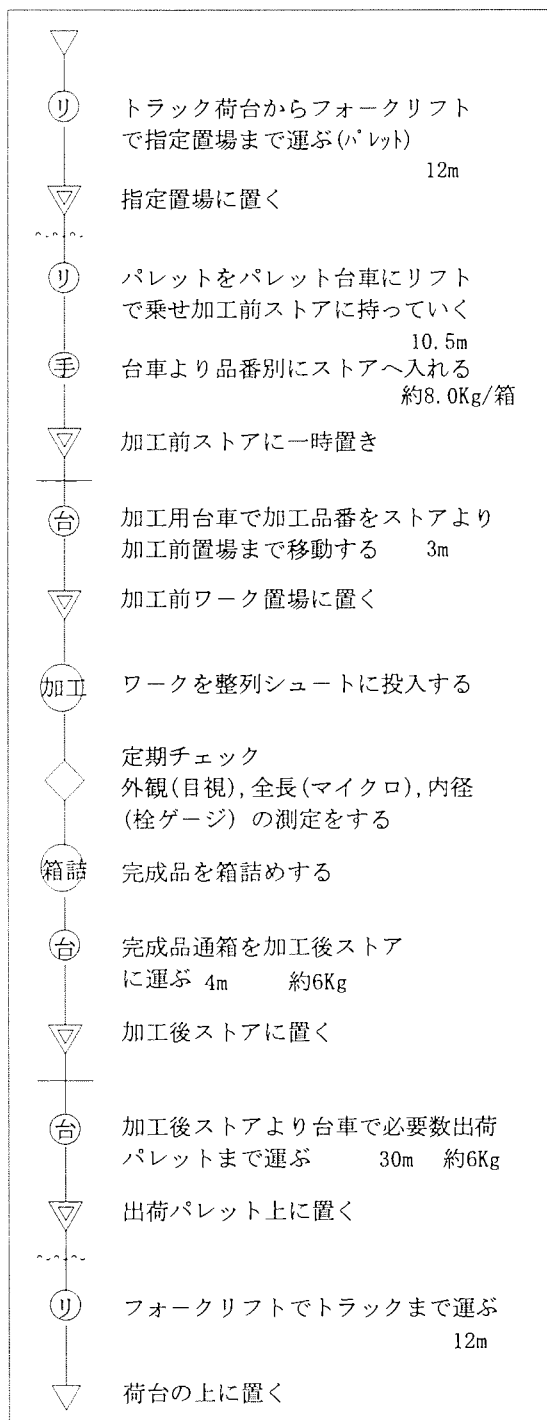 リ トラック荷台からフォークリフト
で指定置場まで運ぶ(パレット)
12m
指定置場に置く
リ パレットをパレット台車にリフト
で乗せ加工前ストアに持っていく
10.5m
手 台車より品番別にストアへ入れる
約8.0Kg/箱
加工前ストアに一時置き
台 加工用台車で加工品番をストアより
加工前置場まで移動する 3m
加工前ワーク置場に置く
加工 ワークを整列シュートに投入する
定期チェック
外観(目視),全長(マイクロ),内径
(栓ゲージ) の測定をする
箱詰 完成品を箱詰めする
台 完成品通箱を加工後ストア
に運ぶ 4m 約6Kg
加工後ストアに置く
台 加工後ストアより台車で必要数出荷
パレットまで運ぶ 30m 約6Kg
出荷パレット上に置く
リ フォークリフトでトラックまで運ぶ
12m
荷台の上に置く